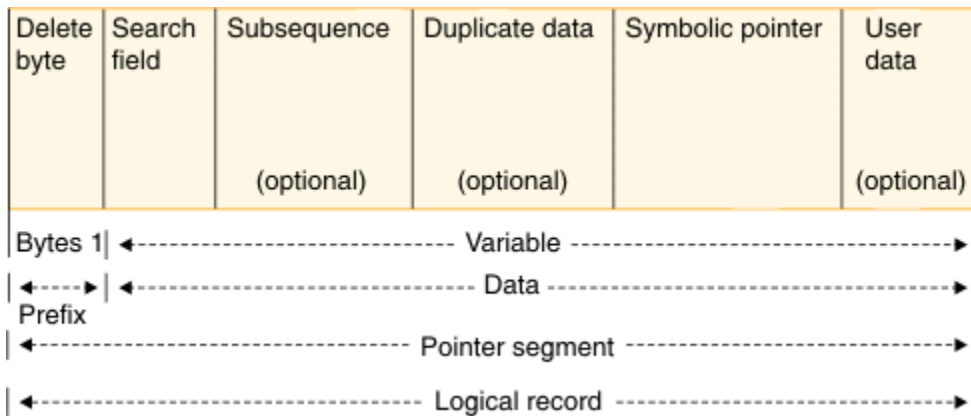 Delete byte
Search field
Subsequence
(optional)
Duplicate data
(optional)
Symbolic pointer
User data
(optional)
Bytes 1
Variable
Data
Prefix
Pointer segment
Logical record